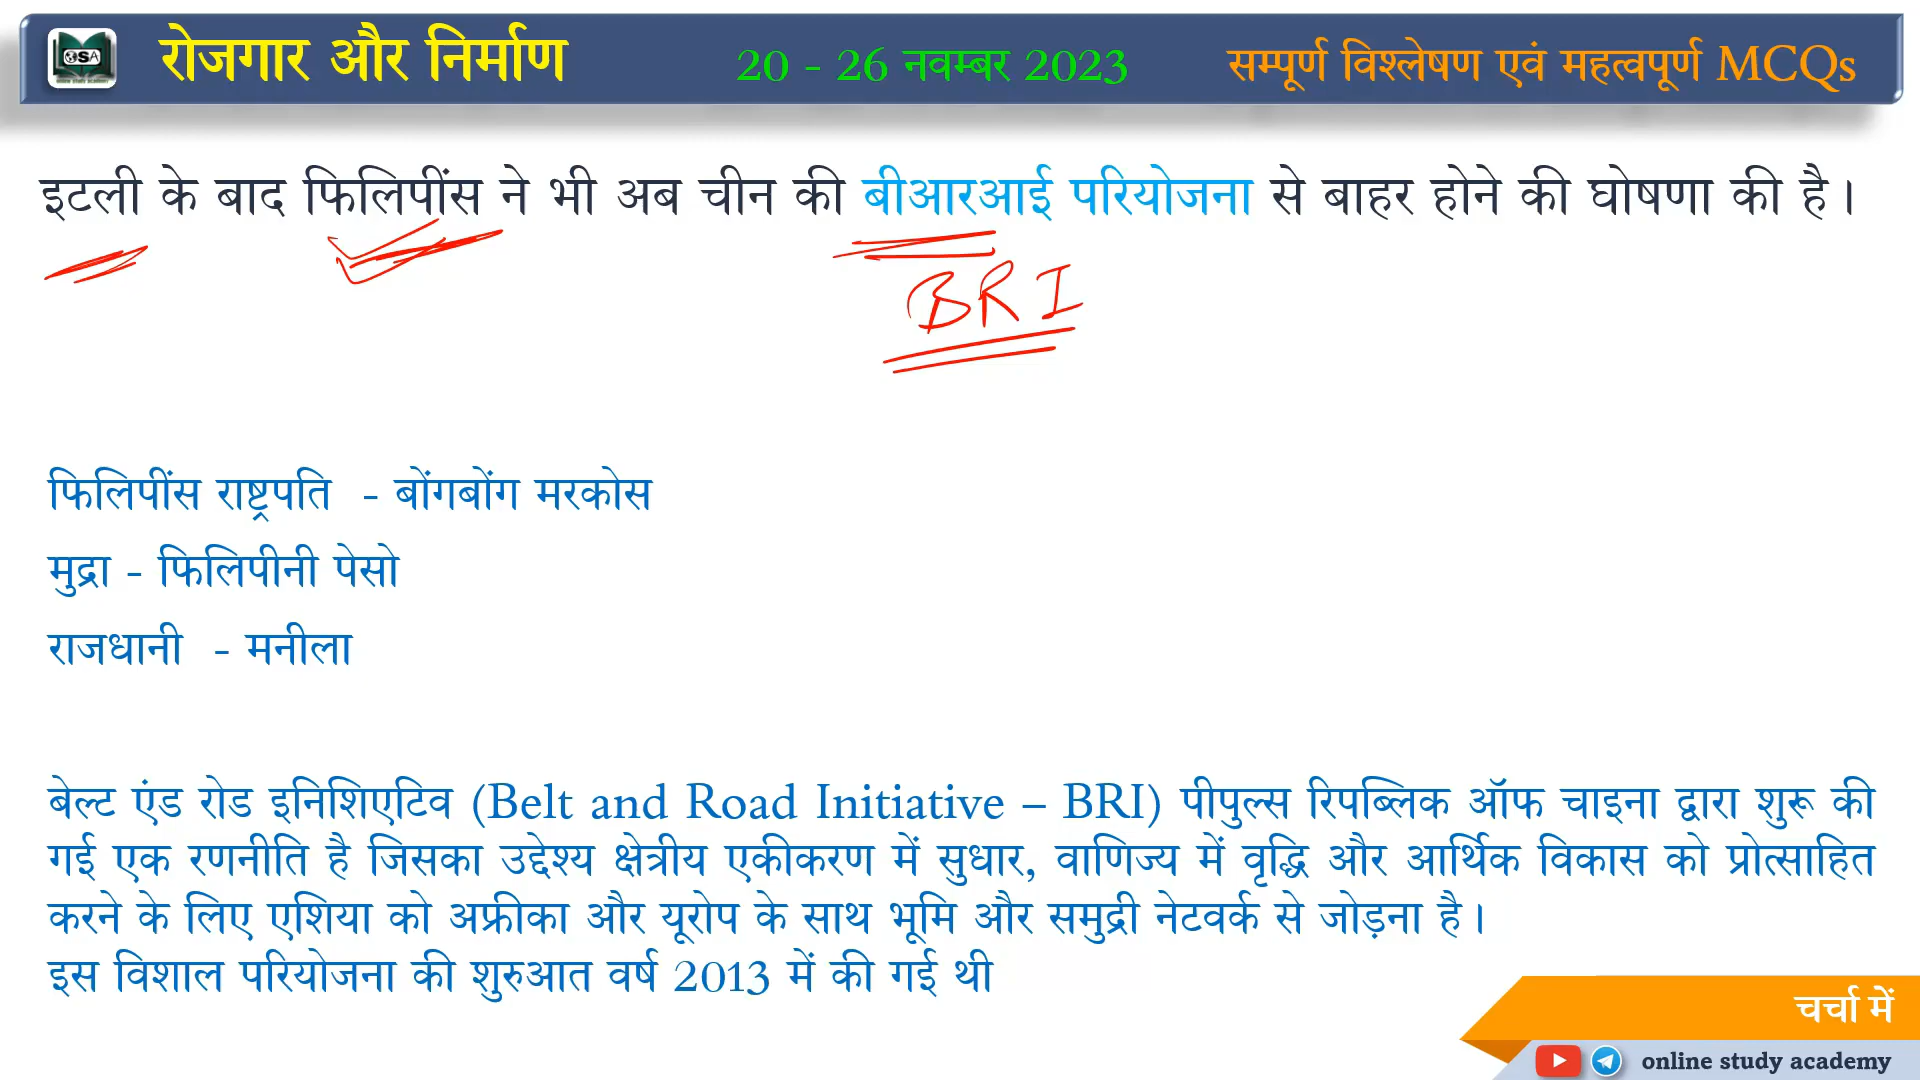 OSA
रोजगार और निर्माण
20 - 26 नवम्बर 2023
सम्पूर्ण विश्लेषण एवं महत्वपूर्ण MCQs
इटली के बाद फिलिपींस ने भी अब चीन की बीआरआई परियोजना से बाहर होने की घोषणा की है।
BRI
फिलिपींस राष्ट्रपति - बोंगबोंग मरकोस
मुद्रा - फिलिपीनी पेसो
राजधानी - मनीला
बेल्ट एंड रोड इनिशिएटिव (Belt and Road Initiative – BRI) पीपुल्स रिपब्लिक ऑफ चाइना द्वारा शुरू की
गई एक रणनीति है जिसका उद्देश्य क्षेत्रीय एकीकरण में सुधार, वाणिज्य में वृद्धि और आर्थिक विकास को प्रोत्साहित
करने के लिए एशिया को अफ्रीका और यूरोप के साथ भूमि और समुद्री नेटवर्क से जोड़ना है।
इस विशाल परियोजना की शुरुआत वर्ष 2013 में की गई थी
चर्चा में
online study academy